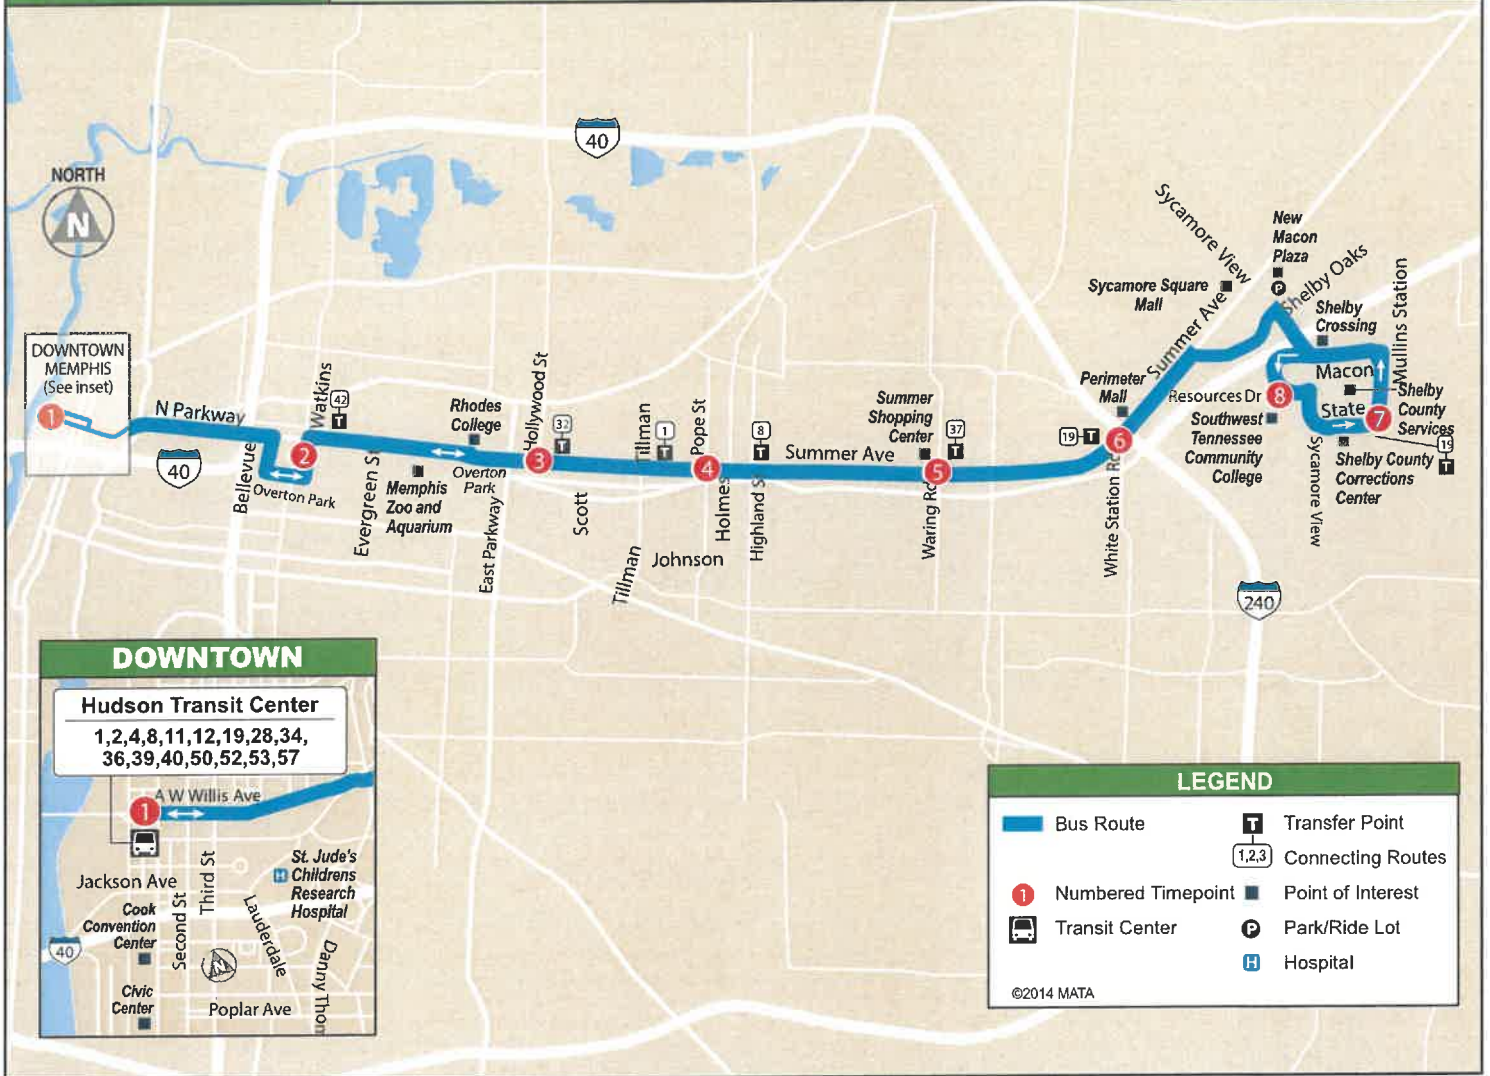 40
NORTH
N
Sycamore View
New
Macon
Plaza
P
Shelby Oaks
Sycamore Square
Mall
Summer Ave
Shelby
Crossing
Mullins Station
DOWNTOWN
MEMPHIS
(See inset)
1
N Parkway
40
Bellevue
Overton Park
2
Watkins
42
T
Evergreen St
Memphis
Zoo and
Aquarium
Rhodes
College
Overton
Park
East Parkway
Hollywood St
3
32
T
Scott
Tillman
1
T
Tillman
Johnson
Pope St
4
Holmes
8
T
Highland St
Summer Ave
Summer
Shopping
Center
37
T
5
Waring Rd
Perimeter
Mall
19
T
6
White Station Rd
Resources Dr
8
Southwest
Tennessee
Community
College
Macon
State
7
Shelby
County
Services
19
T
Sycamore View
Shelby County
Corrections
Center
240
DOWNTOWN
Hudson Transit Center
1,2,4,8,11,12,19,28,34,
36,39,40,50,52,53,57
1
A W Willis Ave
Jackson Ave
Cook
Convention
Center
Second St
Third St
St. Jude's
H
Childrens
Research
Hospital
Lauderdale
Danny Thom
40
N
Civic
Center
Poplar Ave
LEGEND
Bus Route
T
Transfer Point
1,2,3
Connecting Routes
1
Numbered Timepoint
Point of Interest
Transit Center
P
Park/Ride Lot
H
Hospital
©2014 MATA